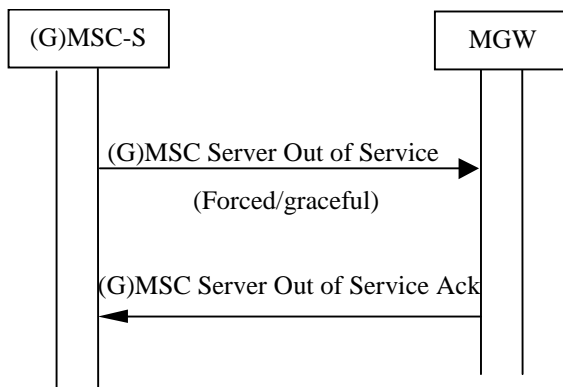 (G)MSC-S
MGW
(G)MSC Server Out of Service
(Forced/graceful)
(G)MSC Server Out of Service Ack